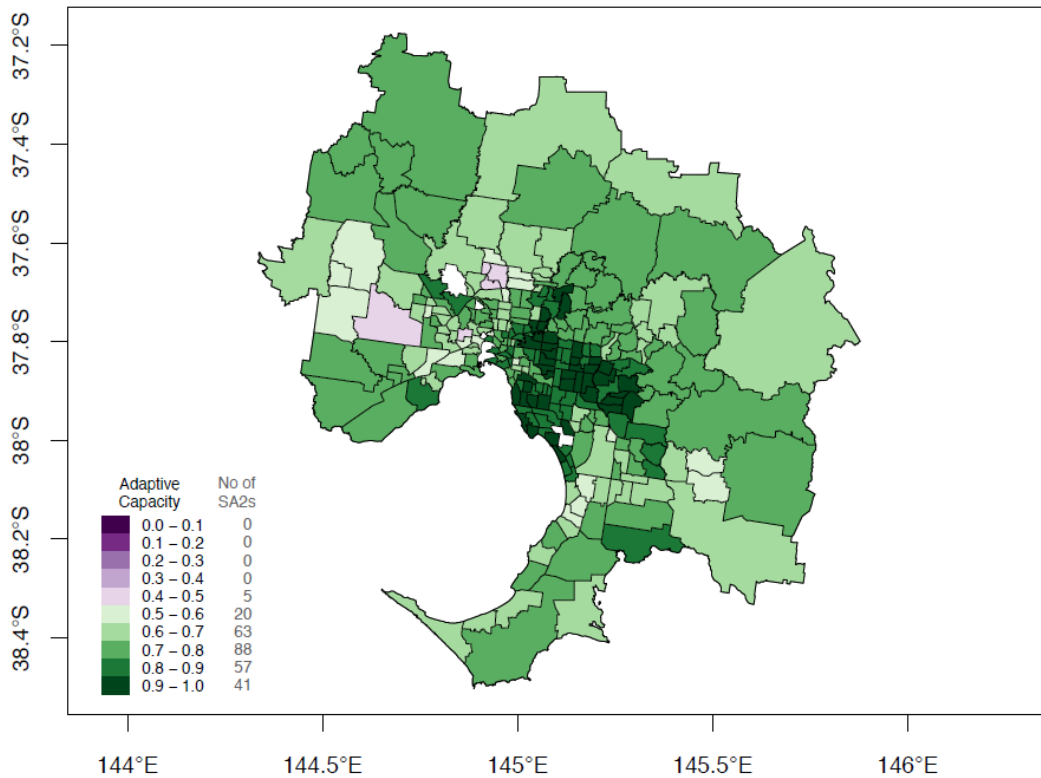 37.2°S
37.4°S
37.6°S
37.8°S
38°S
38.2°S
38.4°S
Adaptive No of
Capacity SA2s
0.0 – 0.1 0
0.1 – 0.2 0
0.2 – 0.3 0
0.3 – 0.4 0
0.4 – 0.5 5
0.5 – 0.6 20
0.6 – 0.7 63
0.7 – 0.8 88
0.8 – 0.9 57
0.9 – 1.0 41
144°E 144.5°E 145°E 145.5°E 146°E